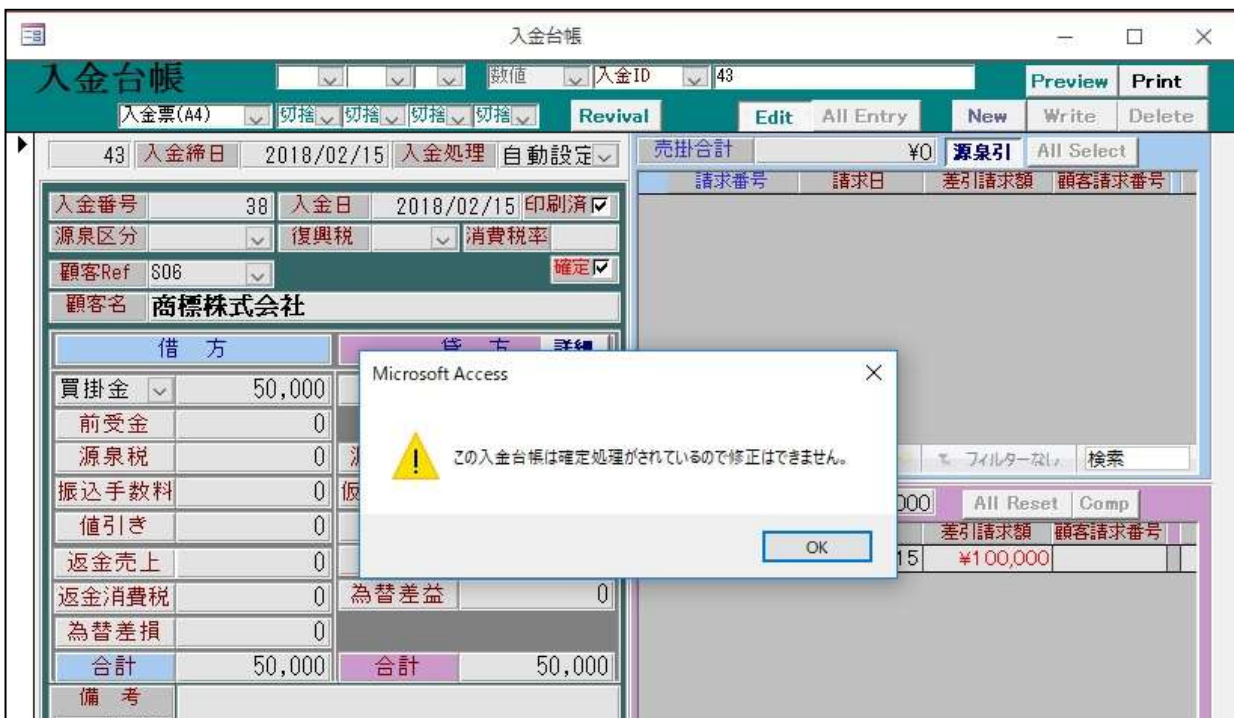 入金台帳
入金台帳
数値 入金ID 43
Preview Print
入金票(A4) 切捨 切捨 切捨 切捨 Revival Edit All Entry New Write Delete
43 入金締日 2018/02/15 入金処理 自動設定
売掛合計 ¥0 源泉引 All Select
請求番号 請求日 差引請求額 顧客請求番号
入金番号 38 入金日 2018/02/15 印刷済
源泉区分 復興税 消費税率
顧客Ref S06 確定
顧客名 商標株式会社
借 方 貸 方 詳細
買掛金 50,000
前受金 0
源泉税 0
振込手数料 0 仮
値引き 0
返金売上 0
返金消費税 0 為替差益 0
為替差損 0
合計 50,000 合計 50,000
備 考
Microsoft Access
この入金台帳は確定処理がされているので修正はできません。
OK
フィルターなし 検索
000 All Reset Comp
差引請求額 顧客請求番号
15 ¥100,000